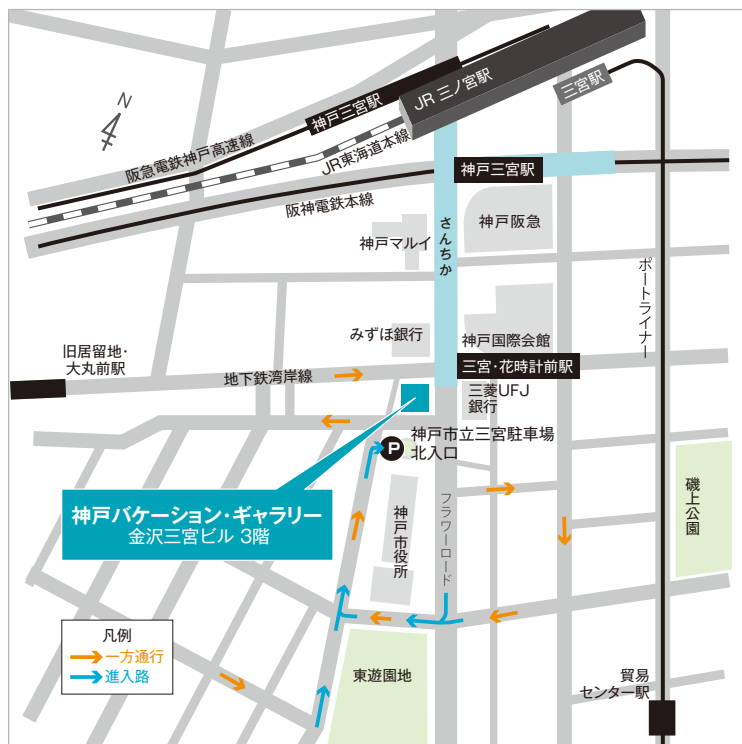 N
JR 三ノ宮駅
三宮駅
神戸三宮駅
阪急電鉄神戸高速線
JR東海道本線
神戸三宮駅
阪神電鉄本線
さんちか
神戸阪急
神戸マルイ
ポートライナー
みずほ銀行
神戸国際会館
旧居留地・
大丸前駅
地下鉄湾岸線
三宮・花時計前駅
三菱UFJ
銀行
P
神戸市立三宮駐車場
北入口
神戸バケーション・ギャラリー
金沢三宮ビル 3階
神戸市役所
フラワーロード
磯上公園
凡例
一方通行
進入路
東遊園地
貿易
センター駅